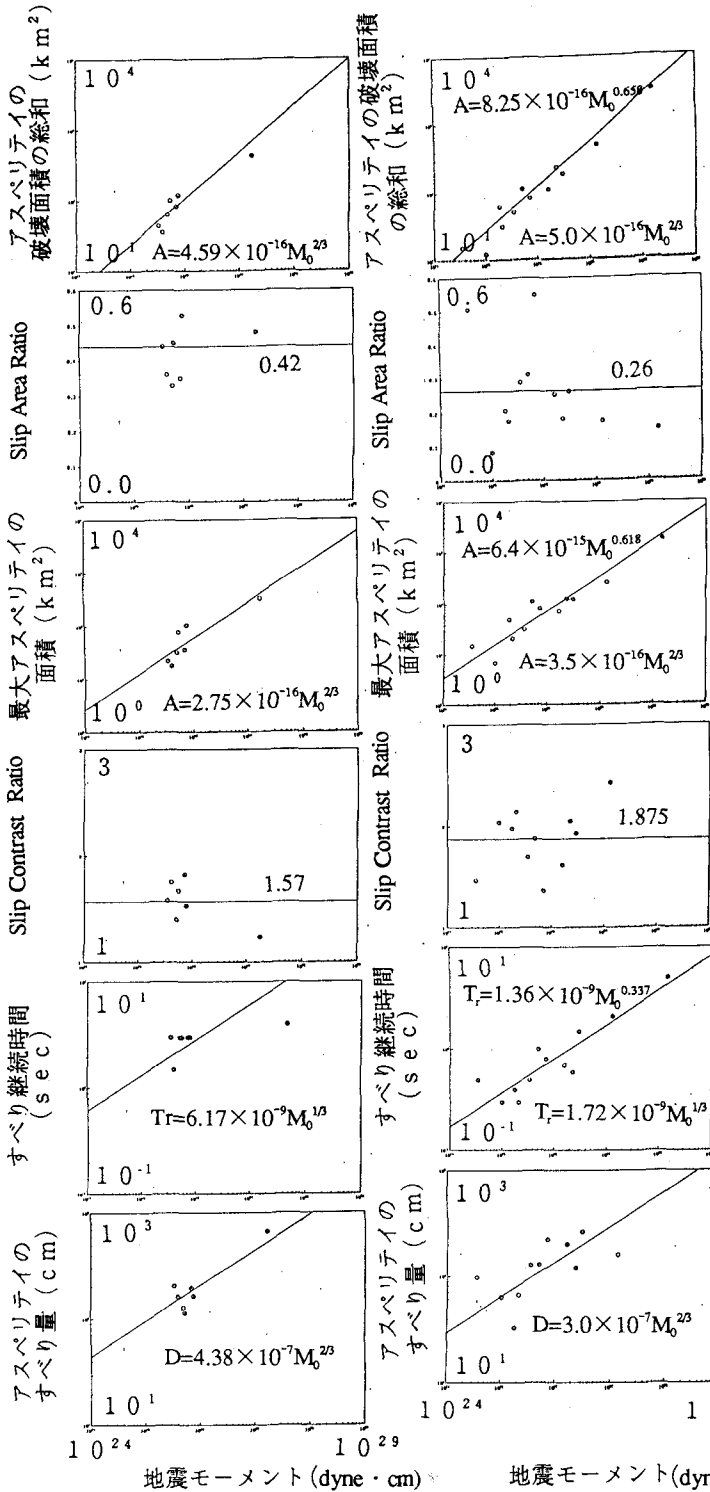 アスペリティの
破壊面積の総和 (km²)
10⁴
10¹
A=4.59×10⁻¹⁶M₀^2/3
アスペリティの破壊面積
の総和 (km²)
10⁴
A=8.25×10⁻¹⁶M₀^0.658
10¹
A=5.0×10⁻¹⁶M₀^2/3
Slip Area Ratio
0.6
0.42
0.0
Slip Area Ratio
0.6
0.26
0.0
最大アスペリティの
面積 (km²)
10⁴
10⁰
A=2.75×10⁻¹⁶M₀^2/3
最大アスペリティの
面積 (km²)
10⁴
A=6.4×10⁻¹⁵M₀^0.618
10⁰
A=3.5×10⁻¹⁶M₀^2/3
Slip Contrast Ratio
3
1.57
1
Slip Contrast Ratio
3
1.875
1
すべり継続時間
(sec)
10¹
Tr=6.17×10⁻⁹M₀^1/3
10⁻¹
すべり継続時間
(sec)
10¹
Tᵣ=1.36×10⁻⁹M₀^0.337
Tᵣ=1.72×10⁻⁹M₀^1/3
10⁻¹
アスペリティの
すべり量 (cm)
10³
D=4.38×10⁻⁷M₀^2/3
10¹
アスペリティの
すべり量 (cm)
10³
D=3.0×10⁻⁷M₀^2/3
10¹
10²⁴
10²⁹
10²⁴
1
地震モーメント(dyne・cm)
地震モーメント(dyn